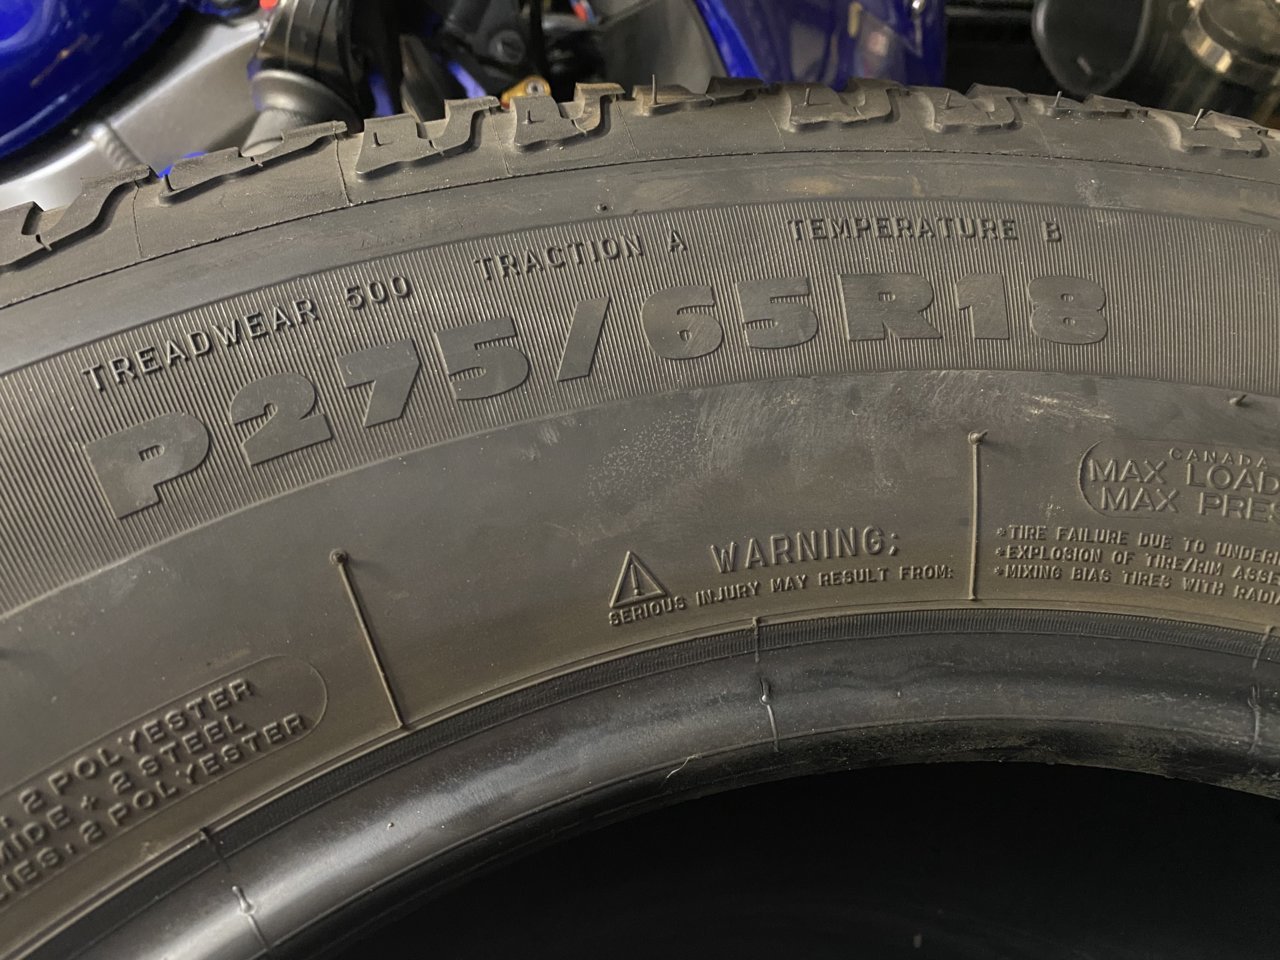 TREADWEAR 500 TRACTION A TEMPERATURE B
P275/65R18
CANADA
MAX LOAD
MAX
WARNING:
SERIOUS INJURY MAY RESULT FROM:
•TIRE FAILURE DUE TO
•EXPLOSION OF TIRE/RIM
•MIXING BIAS TIRES WITH
2 POLYESTER
+ 2 STEEL
2 POLYESTER